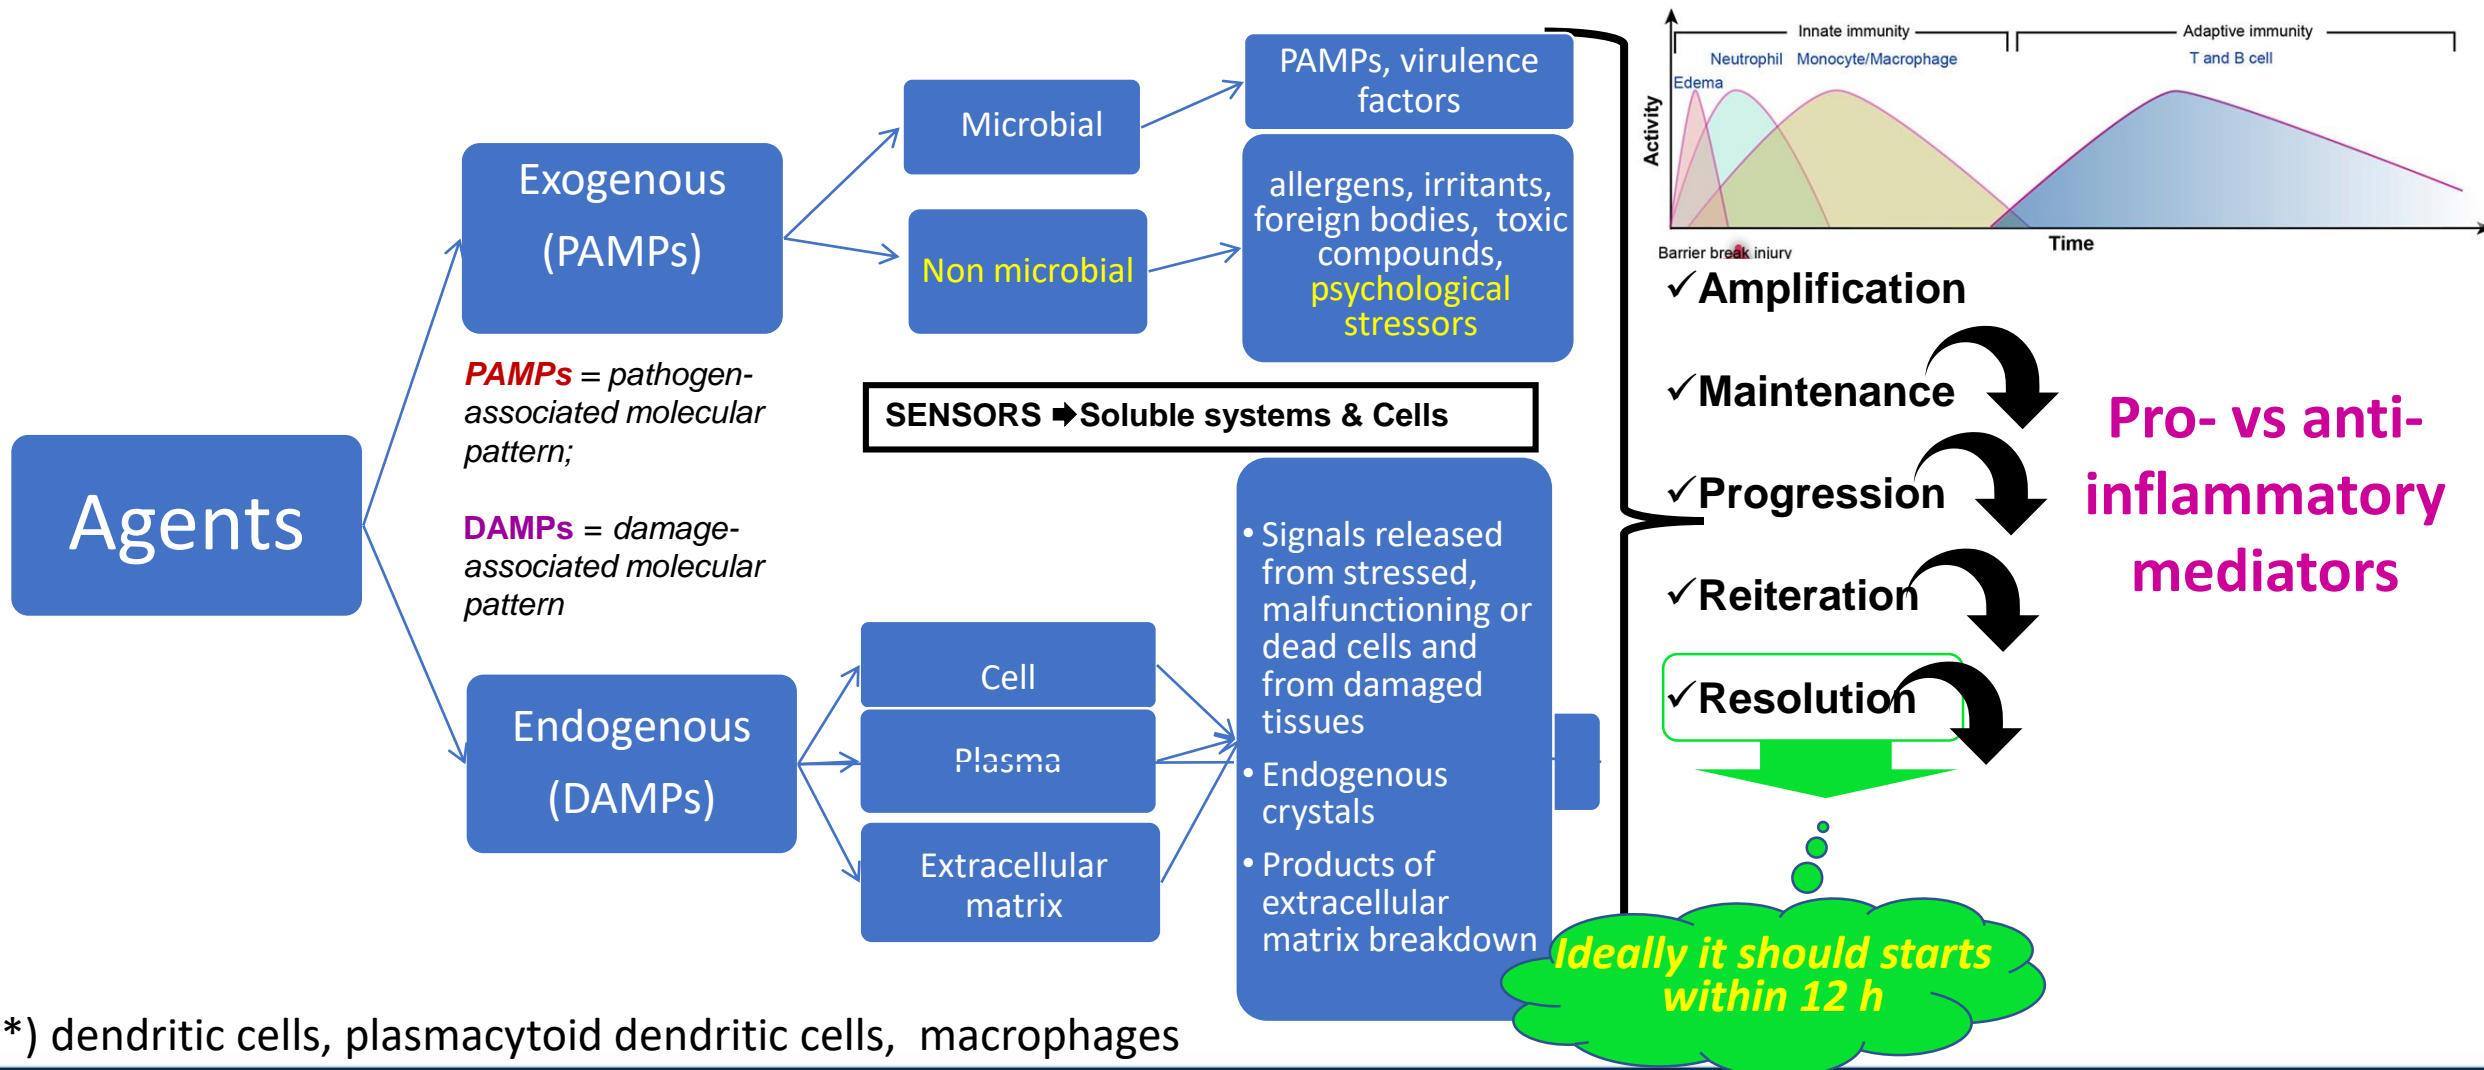 Agents
Exogenous
(PAMPs)
PAMPs = pathogen-
associated molecular
pattern;
DAMPs = damage-
associated molecular
pattern
Endogenous
(DAMPs)
Microbial
Non microbial
PAMPs, virulence
factors
allergens, irritants,
foreign bodies, toxic
compounds,
psychological
stressors
SENSORS 🡺Soluble systems & Cells
Cell
Plasma
Extracellular
matrix
• Signals released
from stressed,
malfunctioning or
dead cells and
from damaged
tissues
• Endogenous
crystals
• Products of
extracellular
matrix breakdown
Innate immunity
Adaptive immunity
Neutrophil
Monocyte/Macrophage
T and B cell
Edema
Activity
Time
Barrier break injury
✓Amplification
✓Maintenance
✓Progression
✓Reiteration
✓Resolution
Pro- vs anti-
inflammatory
mediators
Ideally it should starts
within 12 h
*) dendritic cells, plasmacytoid dendritic cells, macrophages